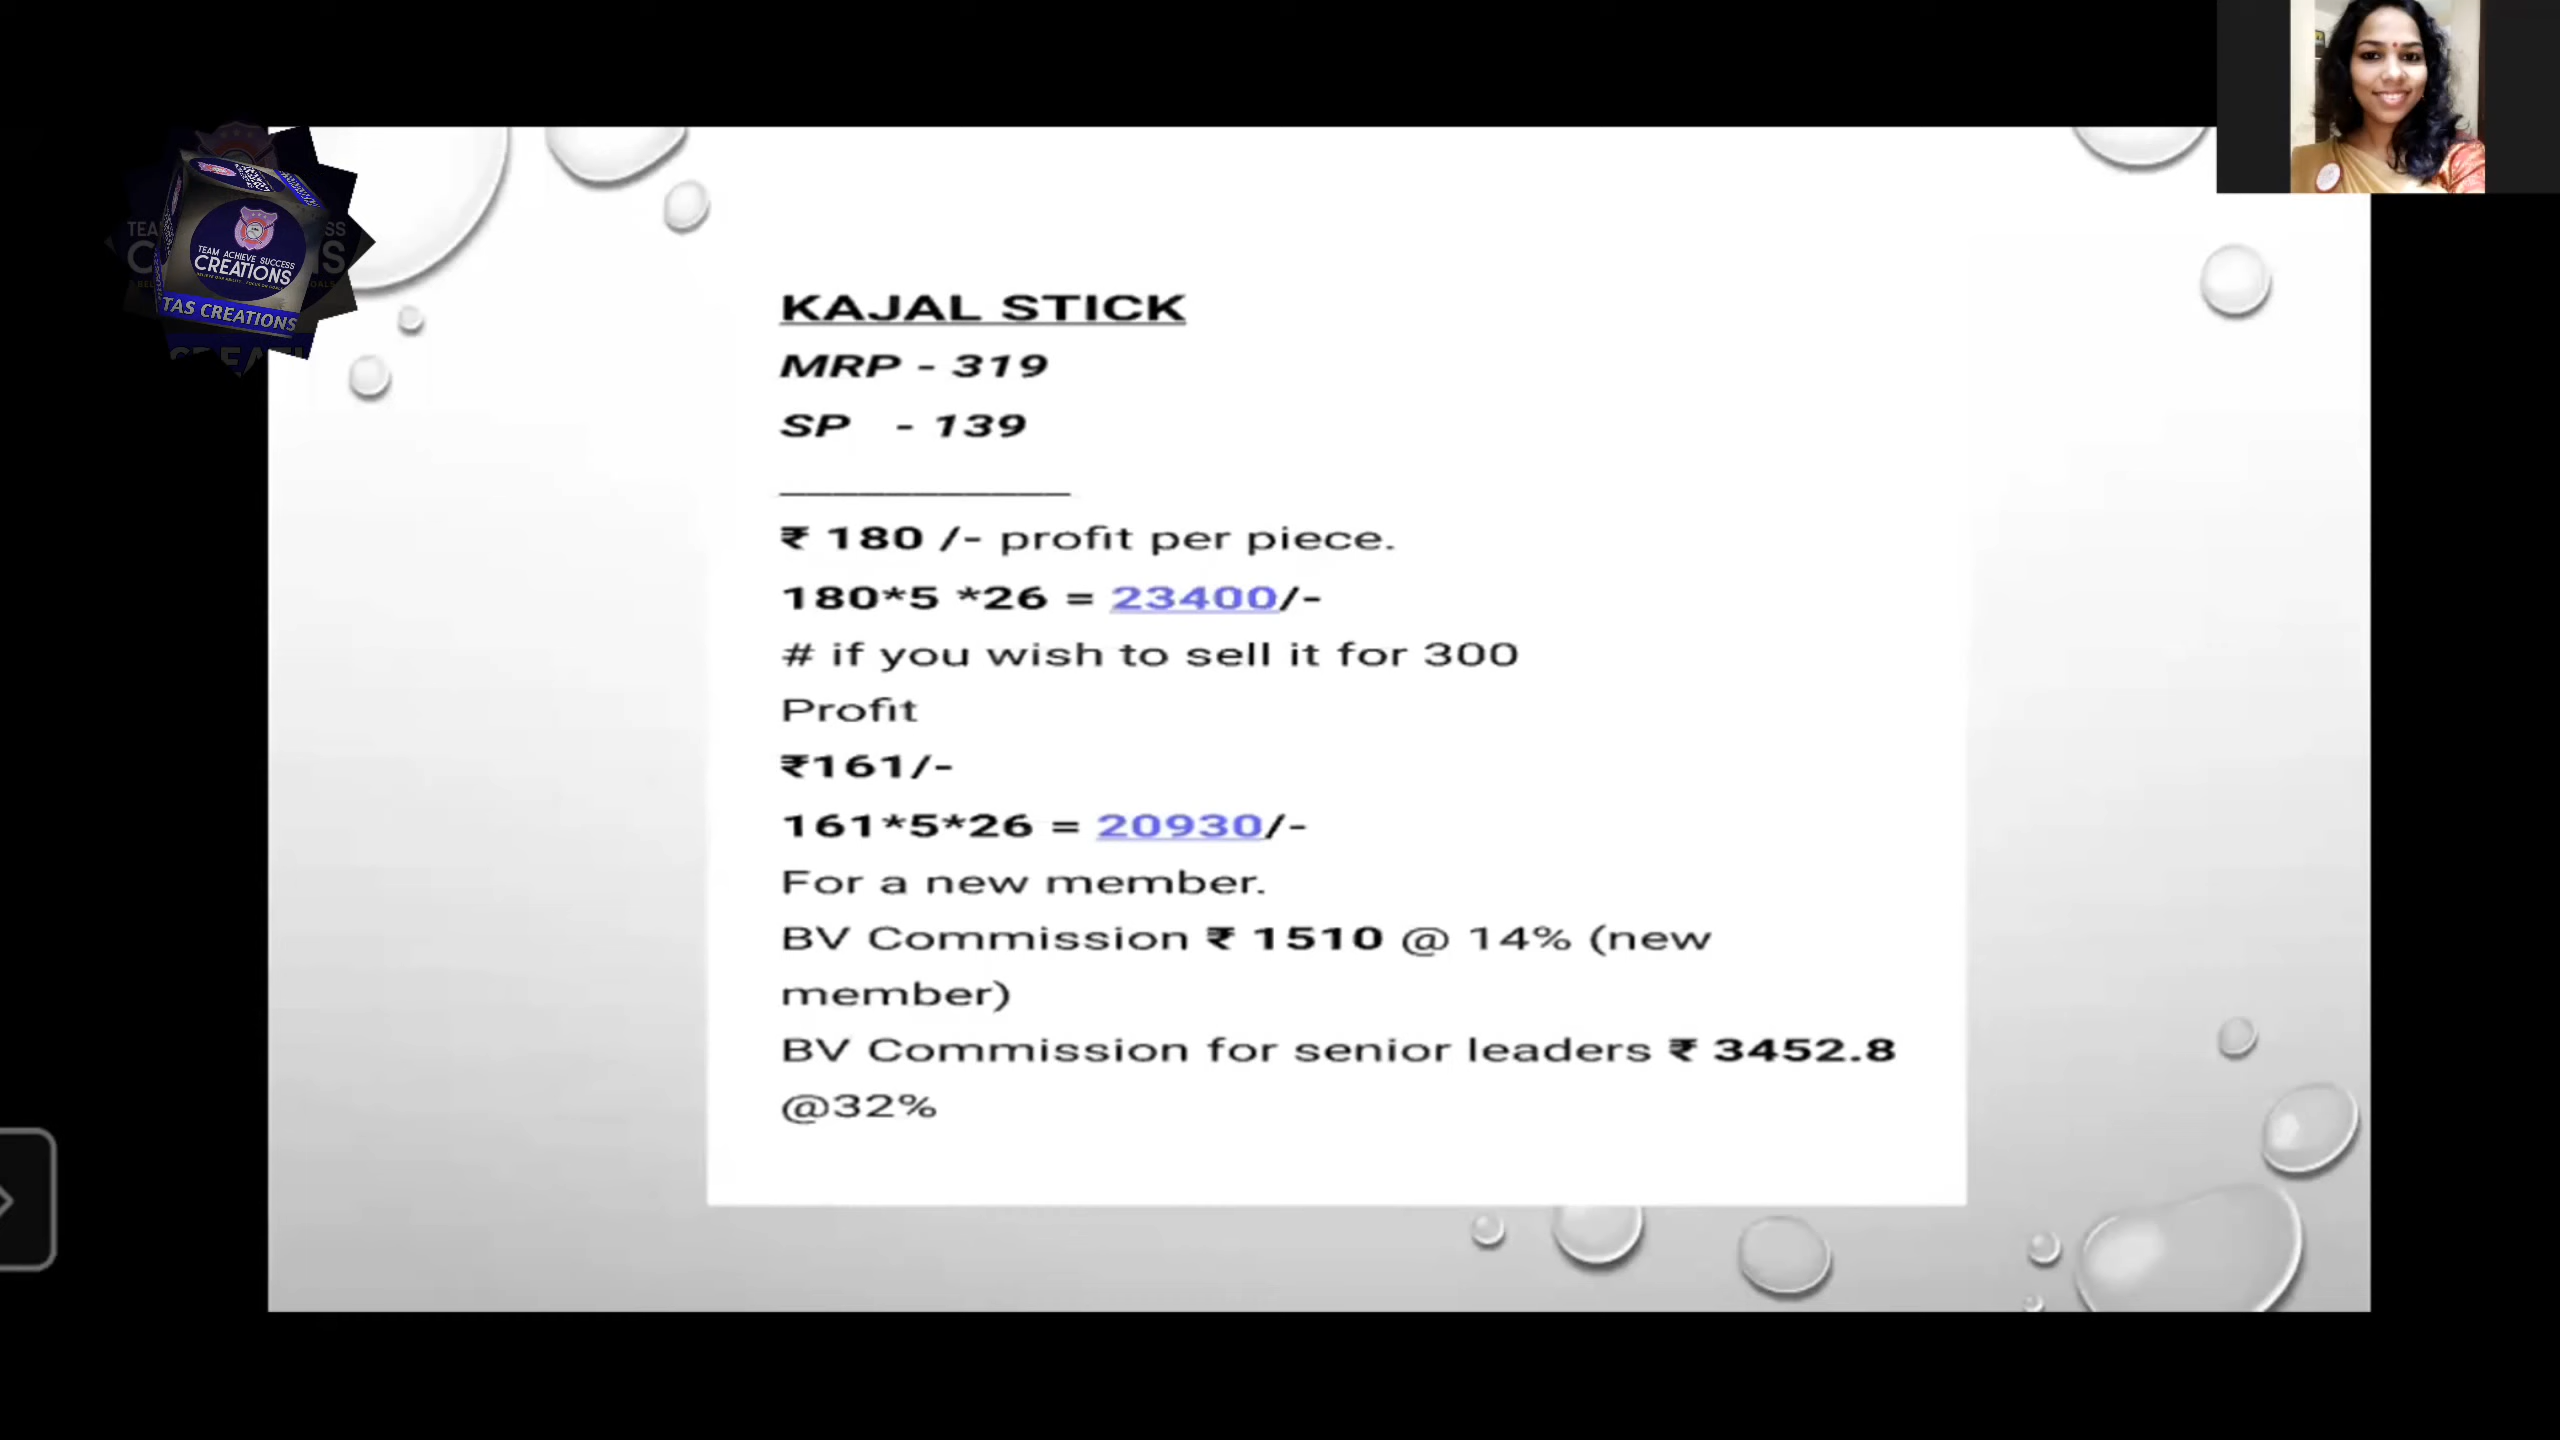 TEAM ACHIEVE SUCCESS
CREATIONS
TAS CREATIONS
KAJAL STICK
MRP - 319
SP - 139
___________
₹ 180 /- profit per piece.
180*5 *26 = 23400/-
# if you wish to sell it for 300
Profit
₹161/-
161*5*26 = 20930/-
For a new member.
BV Commission ₹ 1510 @ 14% (new
member)
BV Commission for senior leaders ₹ 3452.8
@32%